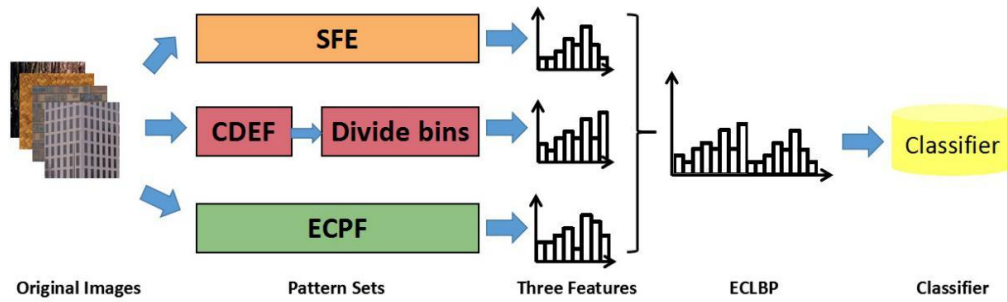 SFE
CDEF
Divide bins
ECPF
Classifier
Original Images
Pattern Sets
Three Features
ECLBP
Classifier